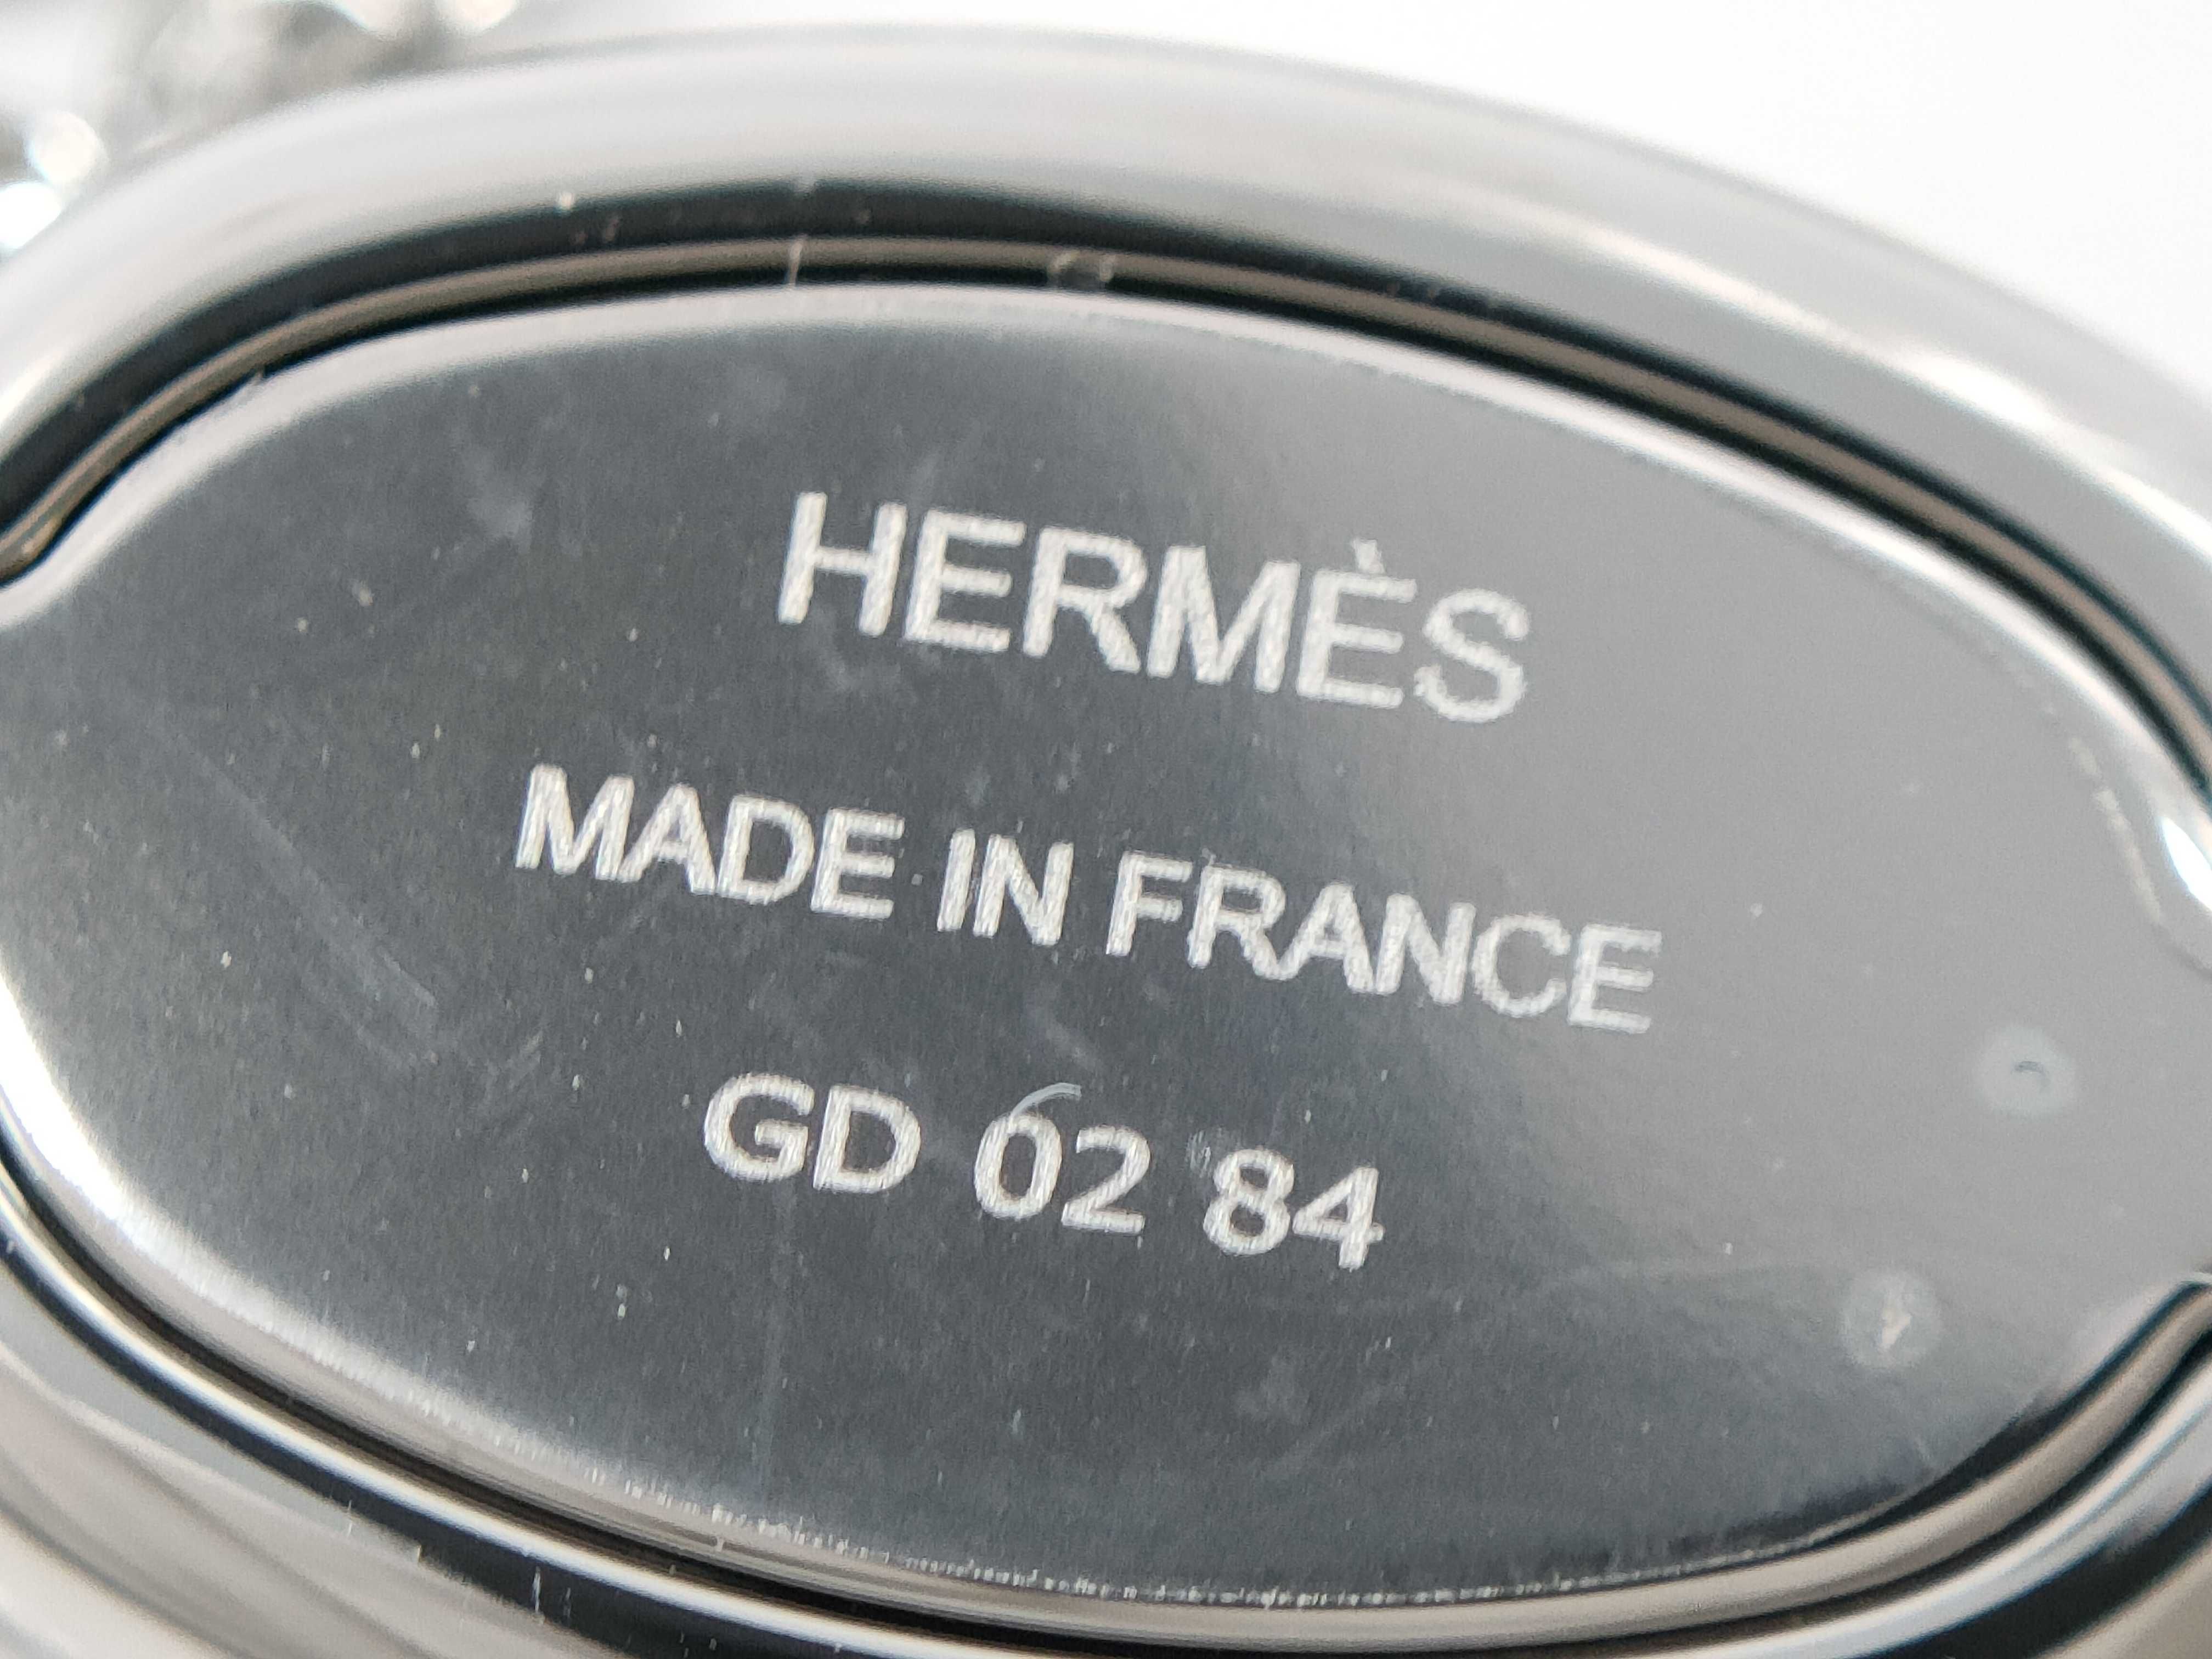 HERMÈS
MADE IN FRANCE
GD 02 84